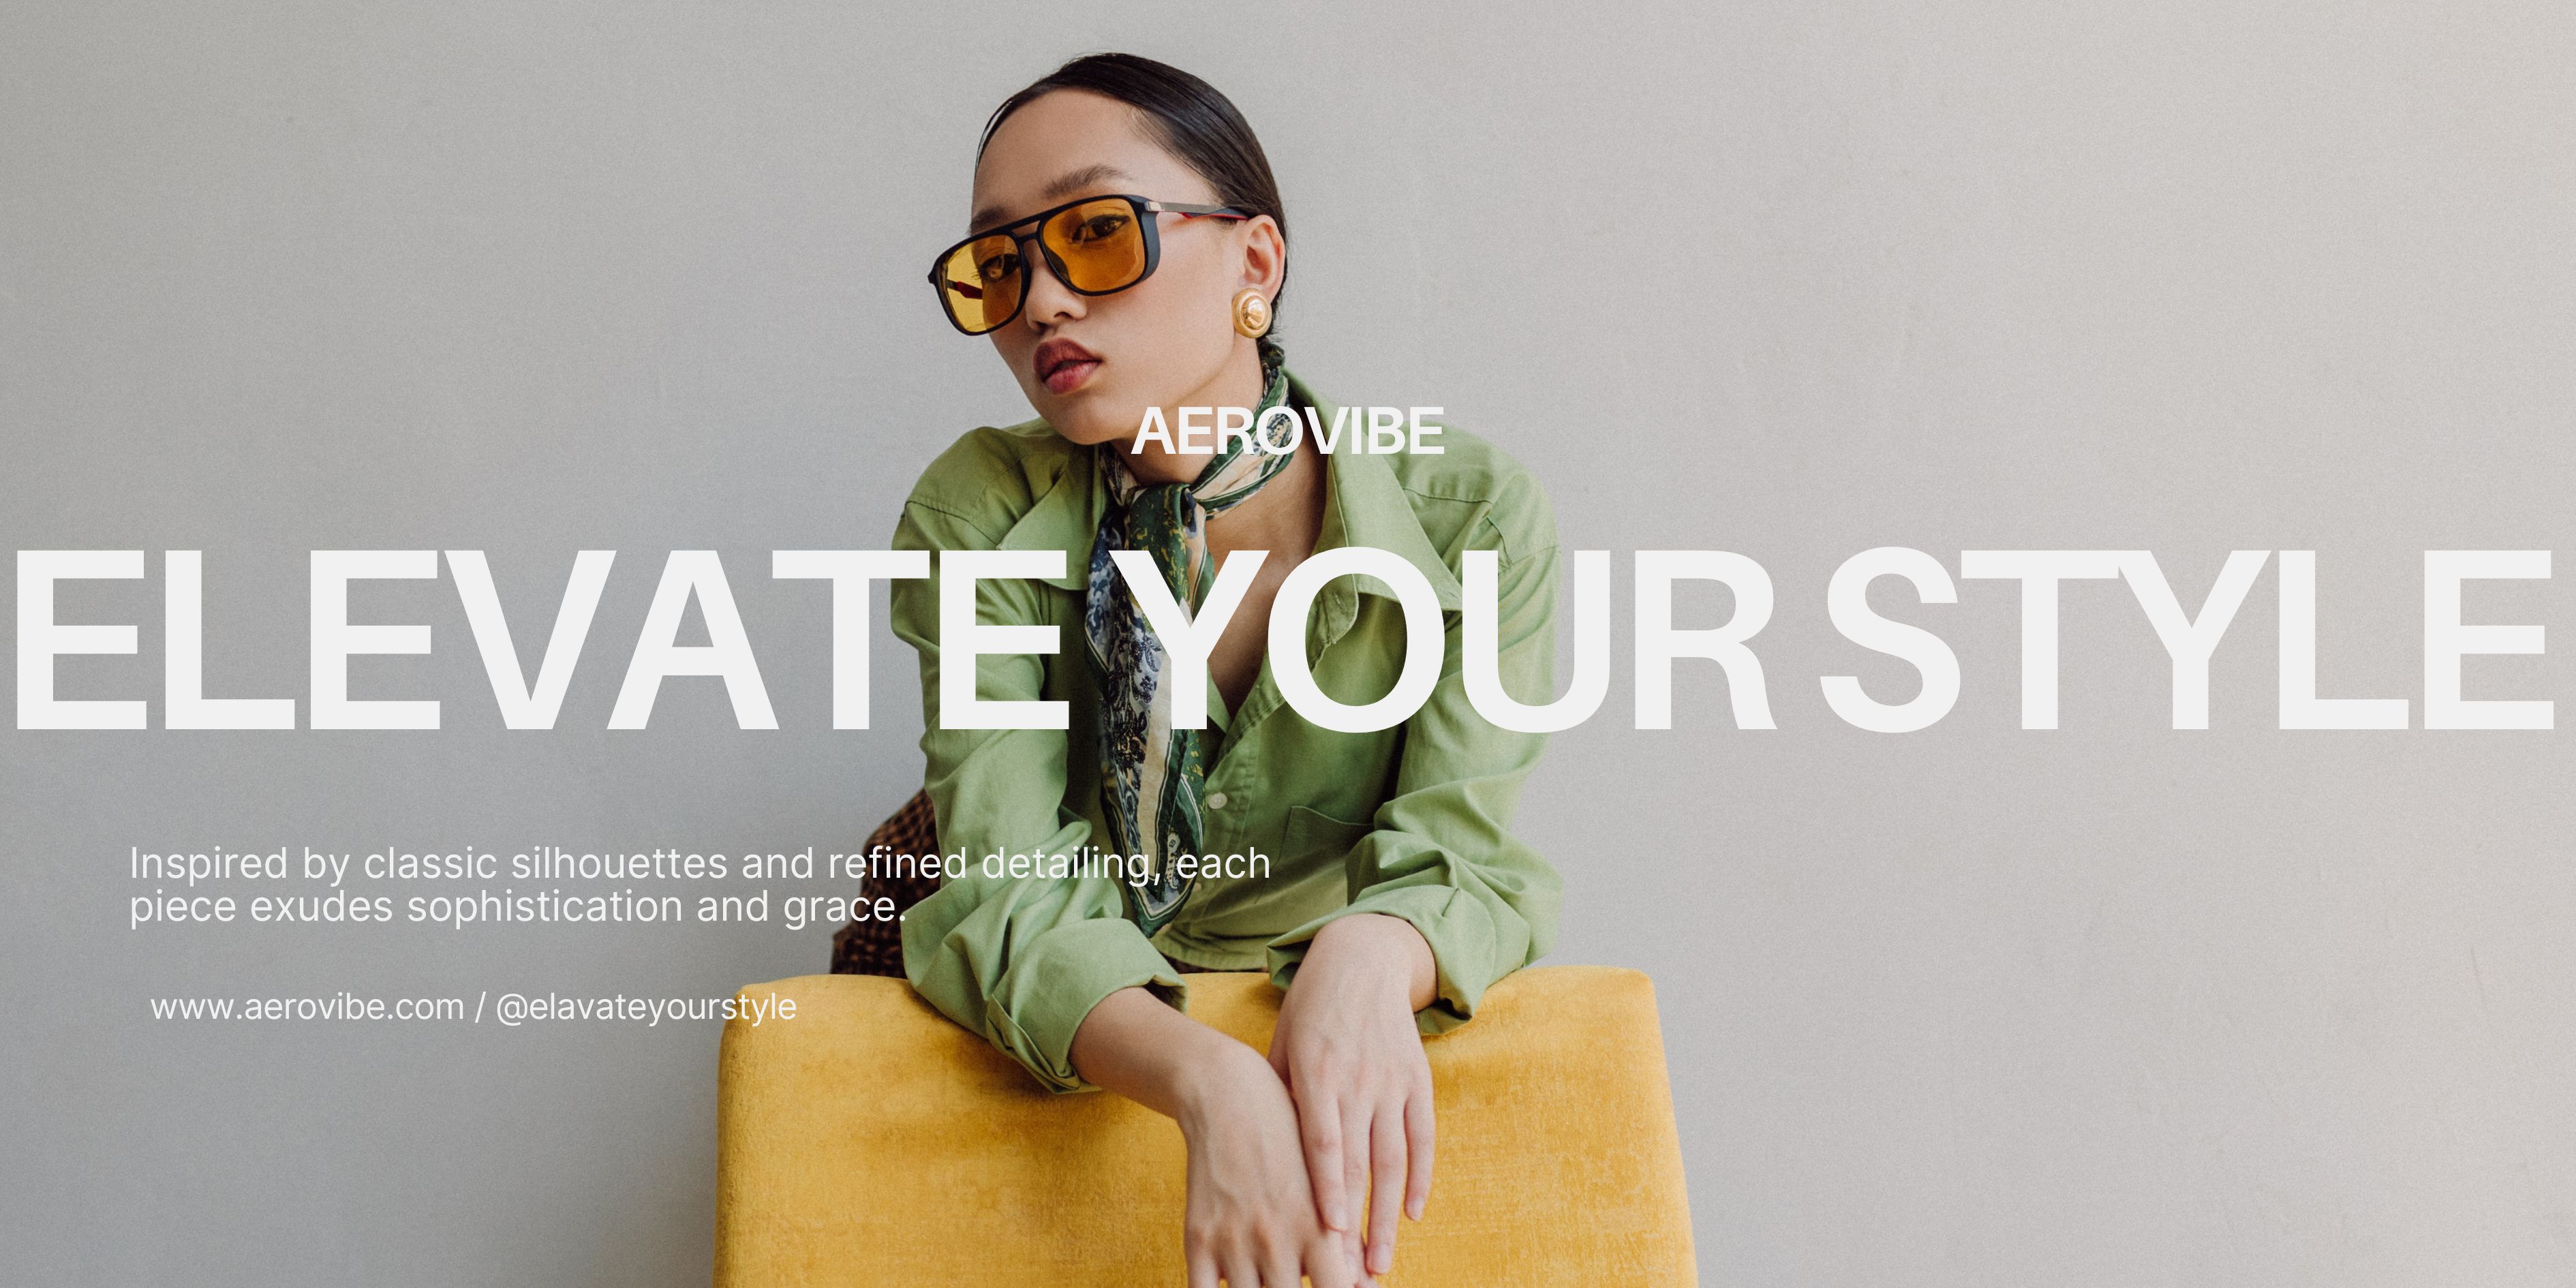 AEROVIBE
ELEVATE YOUR STYLE
Inspired by classic silhouettes and refined detailing, each
piece exudes sophistication and grace.
www.aerovibe.com / @elavateyourstyle